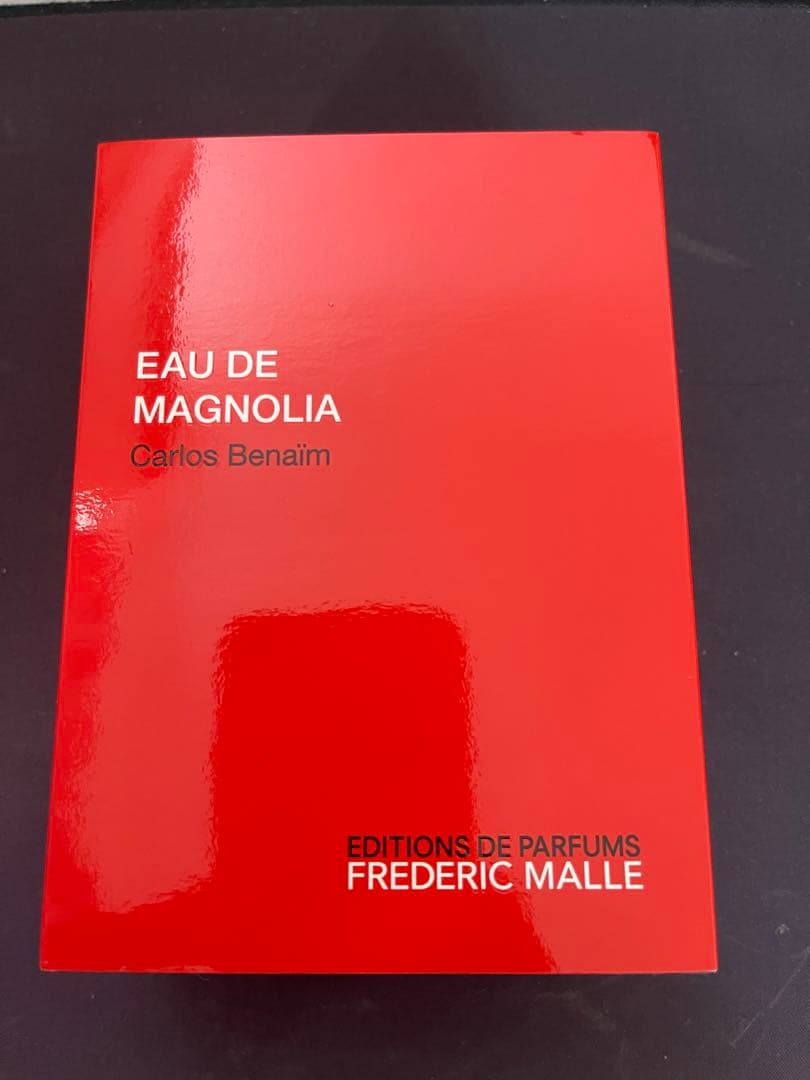 EAU DE
MAGNOLIA
Carlos Benaïm
EDITIONS DE PARFUMS
FREDERIC MALLE